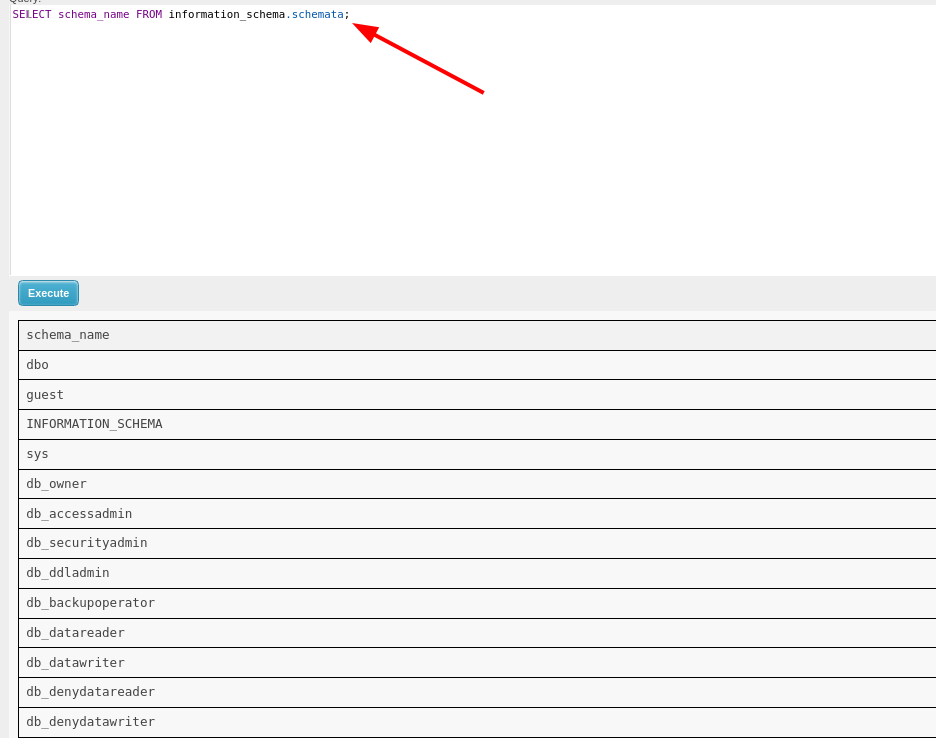 Query:
SELECT schema_name FROM information_schema.schemata;
Execute
schema_name
dbo
guest
INFORMATION_SCHEMA
sys
db_owner
db_accessadmin
db_securityadmin
db_ddladmin
db_backupoperator
db_datareader
db_datawriter
db_denydatareader
db_denydatawriter